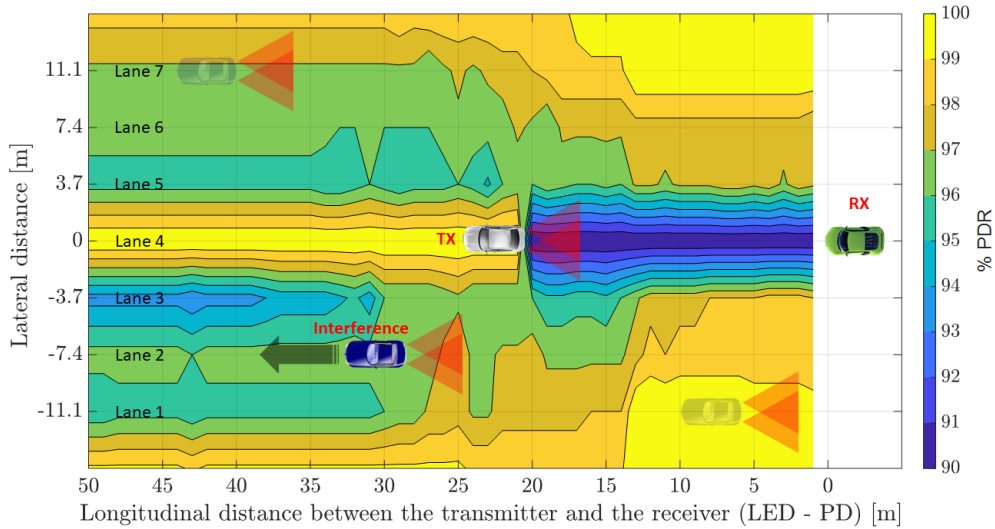 Lateral distance [m]
11.1
7.4
3.7
0
-3.7
-7.4
-11.1
Lane 7
Lane 6
Lane 5
Lane 4
Lane 3
Lane 2
Lane 1
TX
Interference
RX
50 45 40 35 30 25 20 15 10 5 0
Longitudinal distance between the transmitter and the receiver (LED - PD) [m]
100
99
98
97
96
95
94
93
92
91
90
% PDR